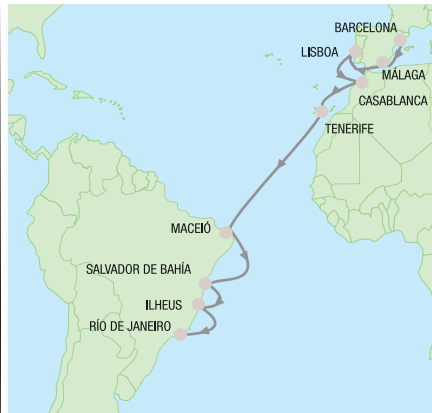 BARCELONA
LISBOA
MÁLAGA
CASABLANCA
TENERIFE
MACEIÓ
SALVADOR DE BAHÍA
ILHEUS
RÍO DE JANEIRO